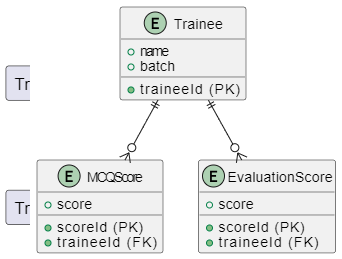 E Trainee
name
batch
traineeId (PK)
Tr
E MCQScore
score
scoreId (PK)
traineeId (FK)
E EvaluationScore
score
scoreId (PK)
traineeId (FK)
Tr